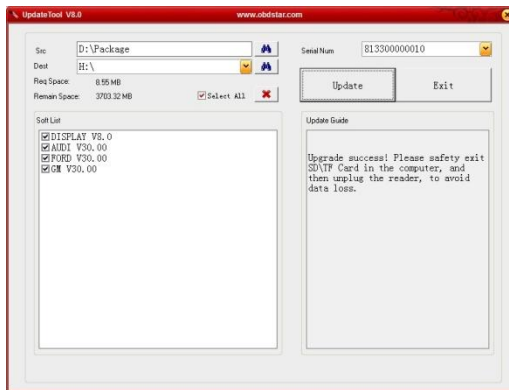 UpdateTool V8.0 www.obdstar.com
Src D:\Package
Serial Num 813300000010
Dest H:\
Req Space: 8.55 MB
Remain Space: 3703.32 MB Select All
Update Exit
Soft List
DISPLAY V8.0
AUDI V30.00
FORD V30.00
GM V30.00
Update Guide
Upgrade success! Please safety exit
SD\TF Card in the computer, and
then unplug the reader, to avoid
data loss.